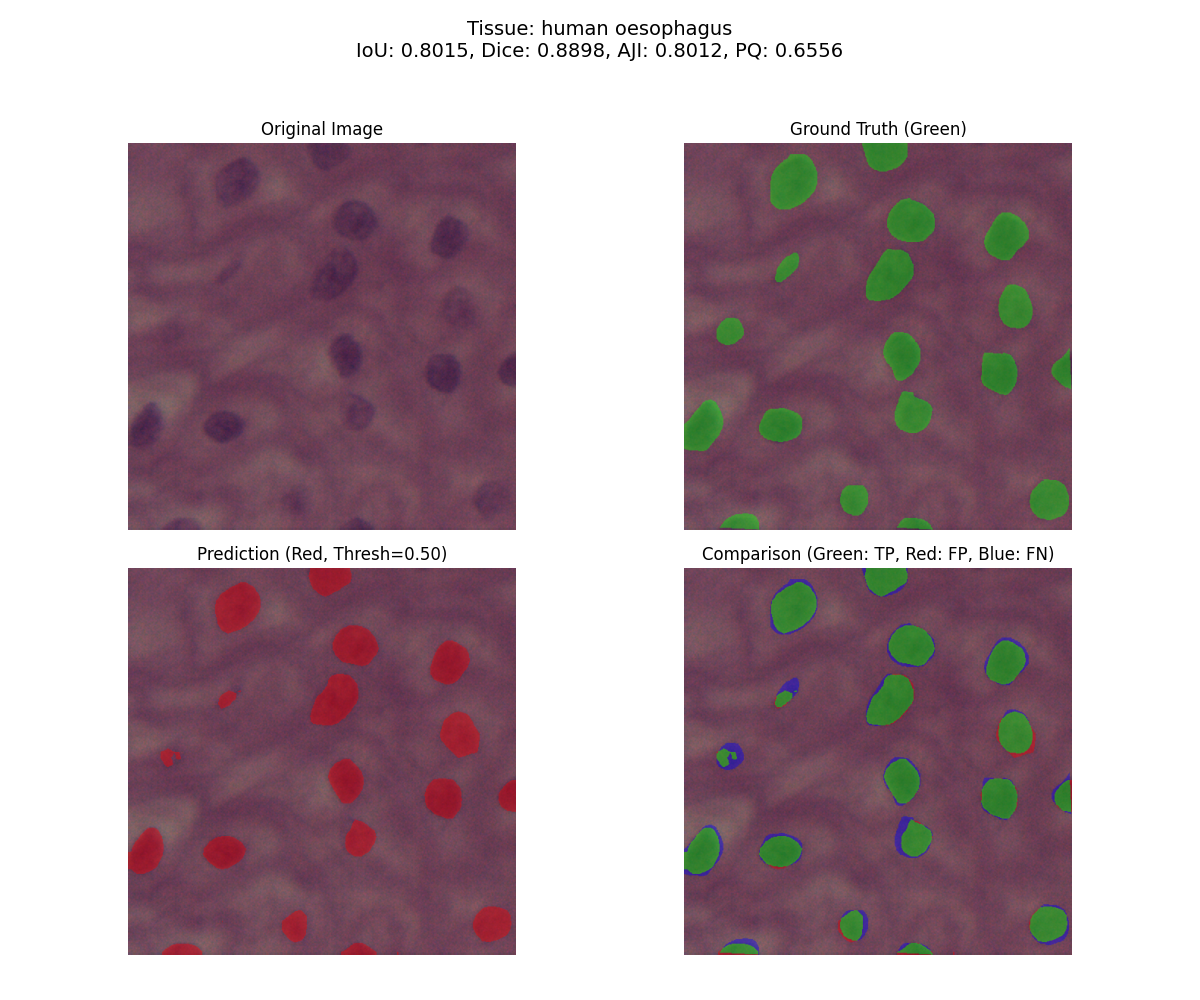 Tissue: human oesophagus
IoU: 0.8015, Dice: 0.8898, AJI: 0.8012, PQ: 0.6556
Original Image
Ground Truth (Green)
Prediction (Red, Thresh=0.50)
Comparison (Green: TP, Red: FP, Blue: FN)